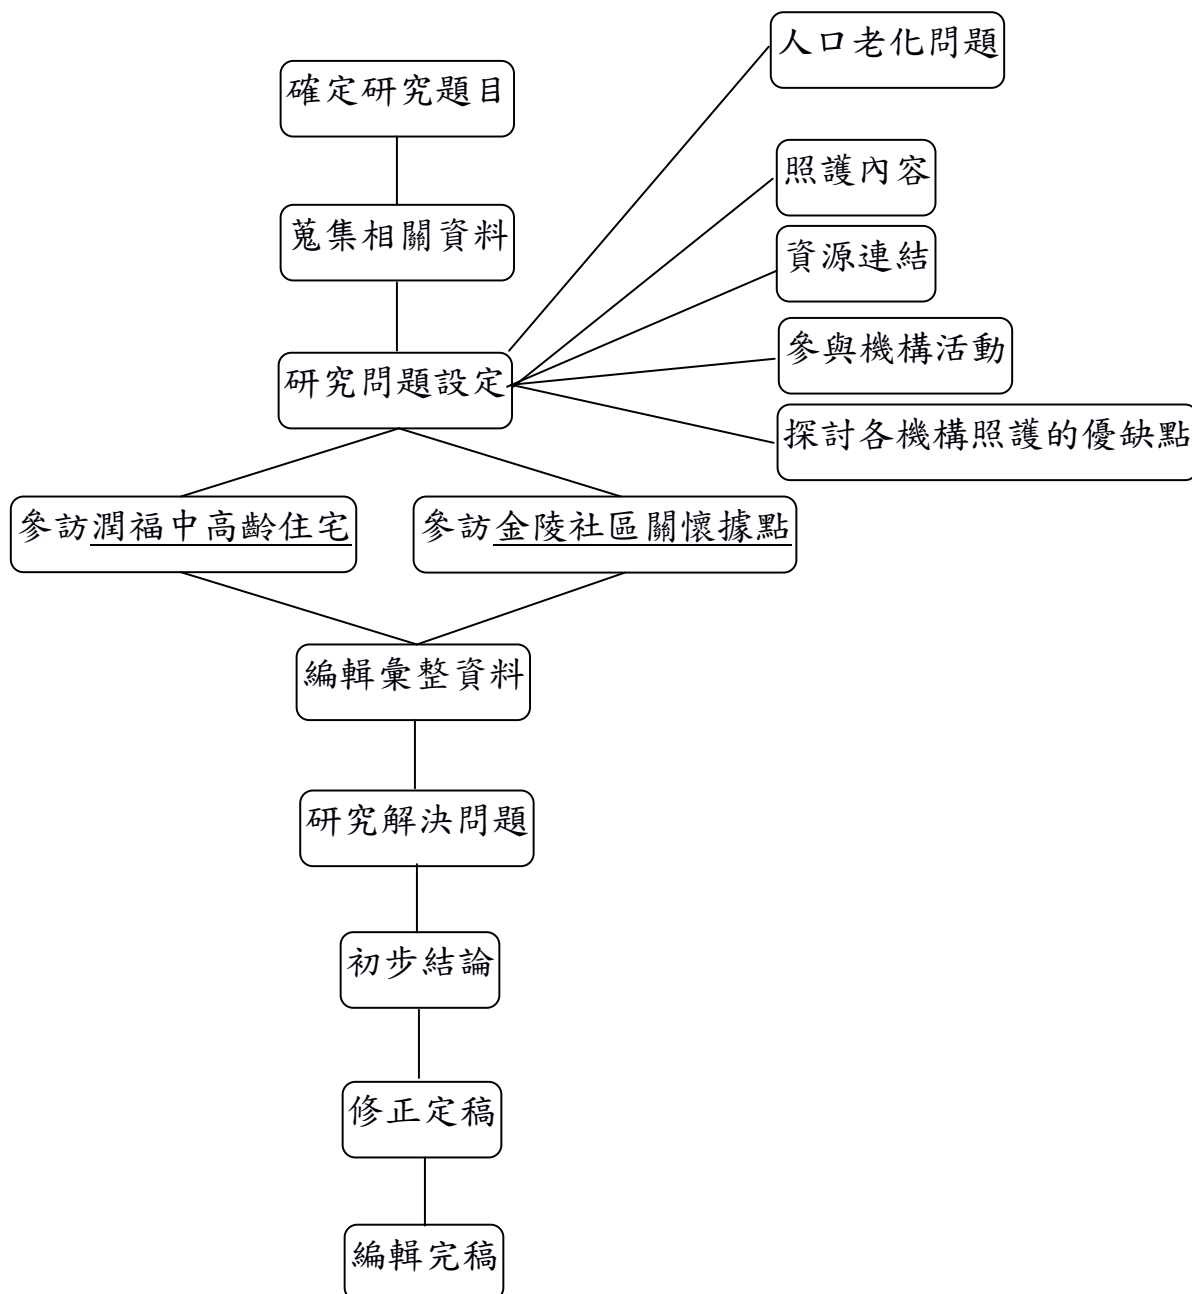 人口老化問題
確定研究題目
照護內容
蒐集相關資料
資源連結
參與機構活動
研究問題設定
探討各機構照護的優缺點
參訪潤福中高齡住宅
參訪金陵社區關懷據點
編輯彙整資料
研究解決問題
初步結論
修正定稿
編輯完稿